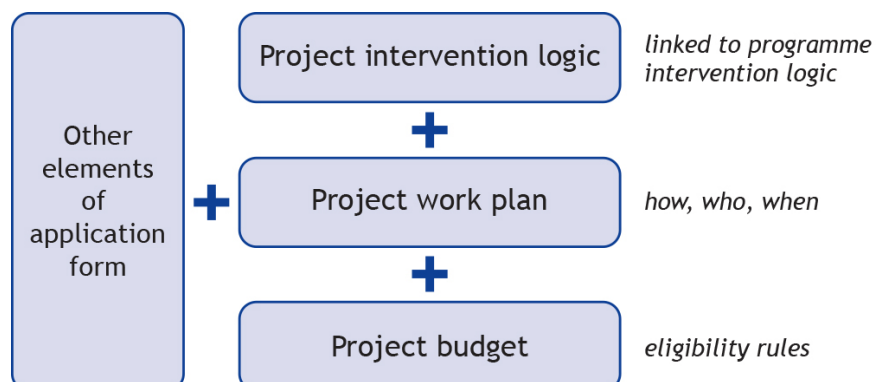 Other
elements
of
application
form
Project intervention logic
linked to programme
intervention logic
Project work plan
how, who, when
Project budget
eligibility rules